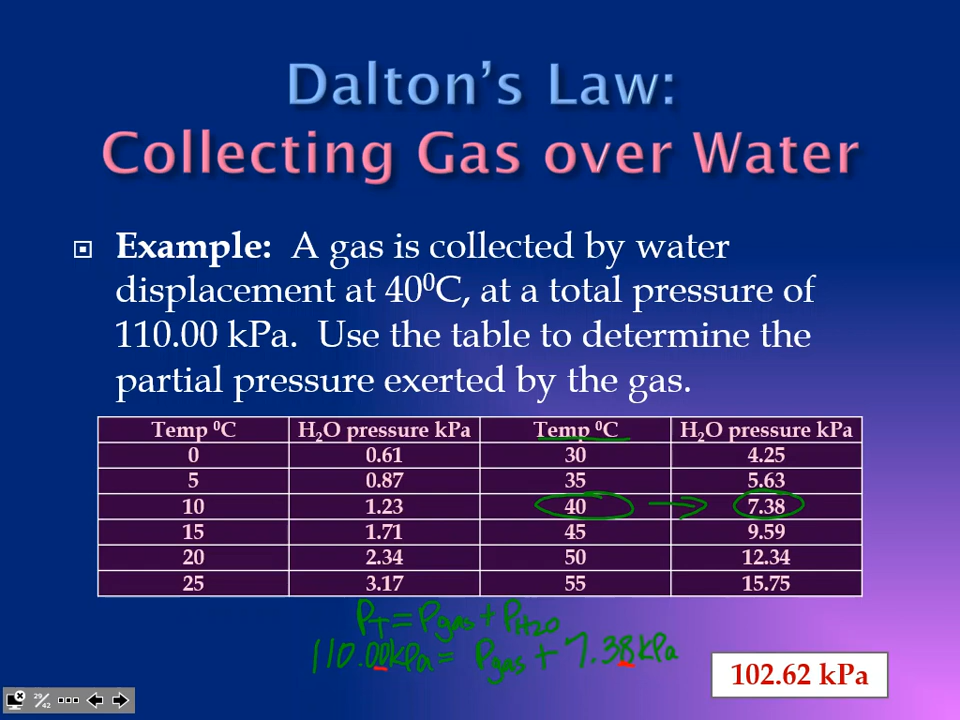 Dalton's Law:
Collecting Gas over Water
Example: A gas is collected by water
displacement at 40⁰C, at a total pressure of
110.00 kPa. Use the table to determine the
partial pressure exerted by the gas.
Temp ⁰C H₂O pressure kPa Temp ⁰C H₂O pressure kPa
0 0.61 30 4.25
5 0.87 35 5.63
10 1.23 40 7.38
15 1.71 45 9.59
20 2.34 50 12.34
25 3.17 55 15.75
PT = Pgas + PH2O
110.00kPa = Pgas + 7.38kPa
102.62 kPa
29/42